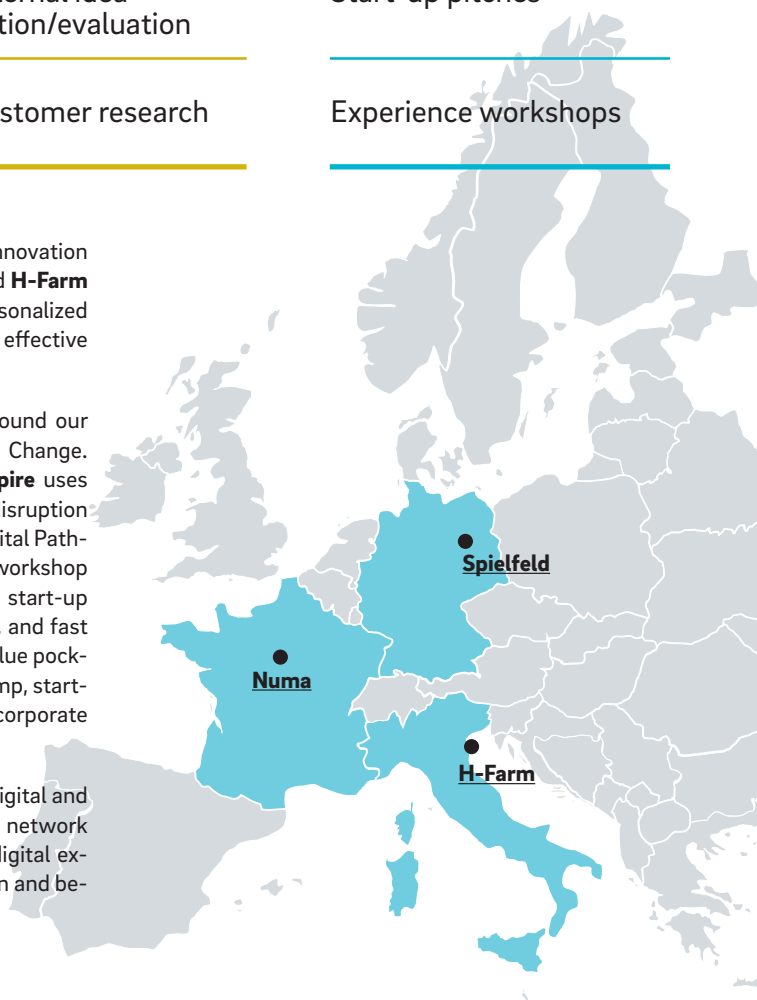 tion/evaluation
stomer research
Start-up pitches
Experience workshops
nnovation
d H-Farm
sonalized
effective
ound our
Change.
pire uses
isruption
ital Path-
workshop
start-up
, and fast
lue pock-
mp, start-
corporate
igital and
network
digital ex-
n and be-
Spielfeld
Numa
H-Farm